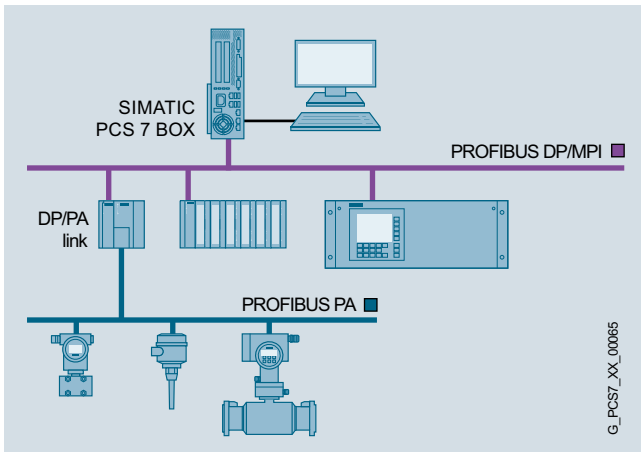 SIMATIC
PCS 7 BOX
PROFIBUS DP/MPI
DP/PA
link
PROFIBUS PA
G_PCS7_XX_00065